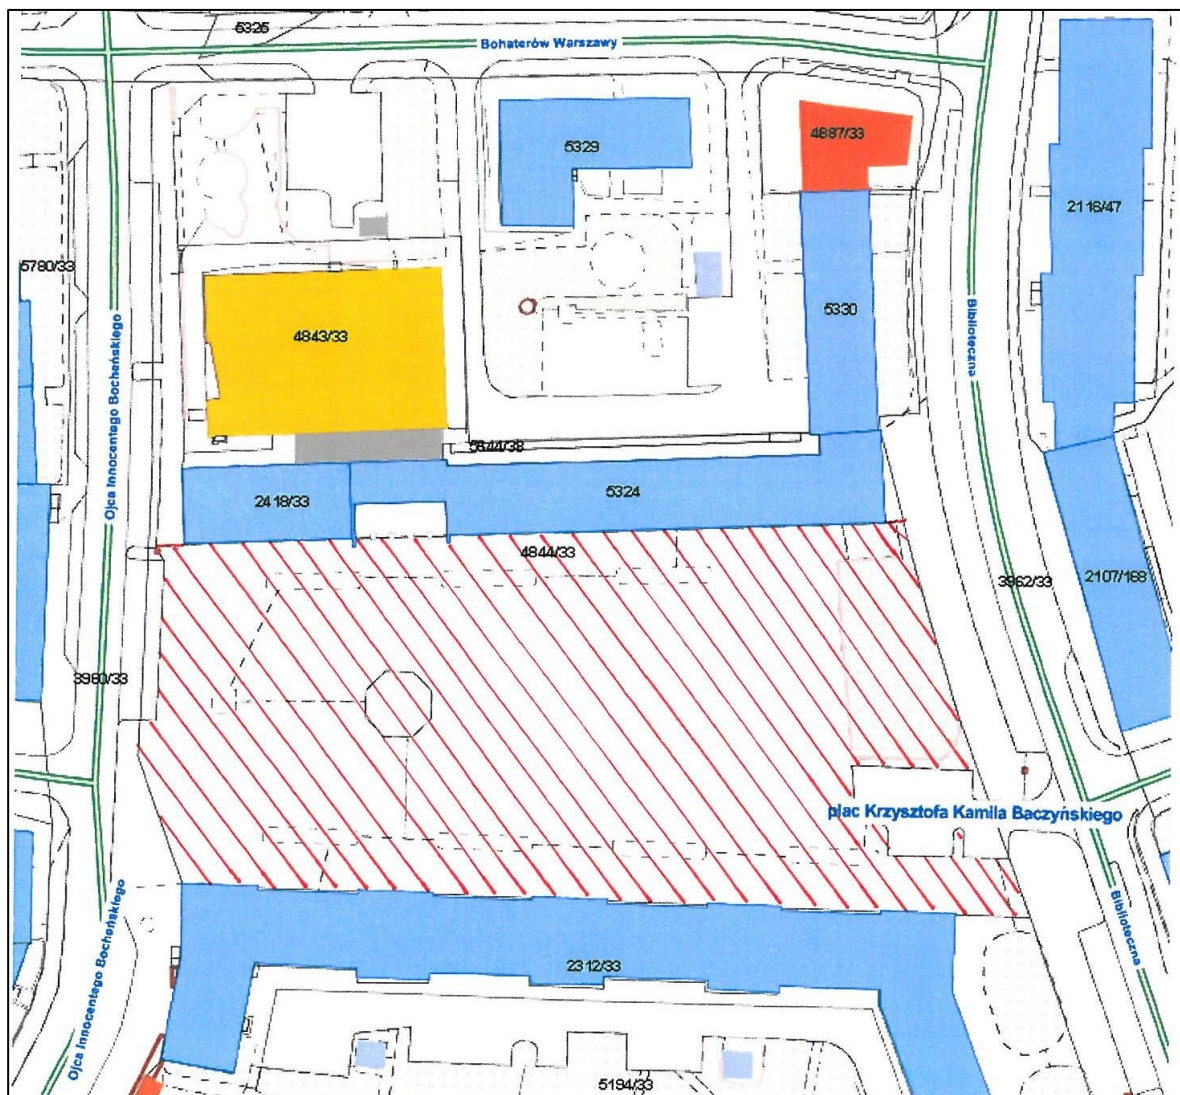 5325
Bohaterów Warszawy
4887/33
5329
2116/47
5780/33
5330
Biblioteczna
4843/33
Ojca Innocentego Bocheńskiego
5644/38
5324
2418/33
4844/33
3962/33
2107/168
3980/33
plac Krzysztofa Kamila Baczyńskiego
Ojca Innocentego Bocheńskiego
Biblioteczna
2312/33
5194/33